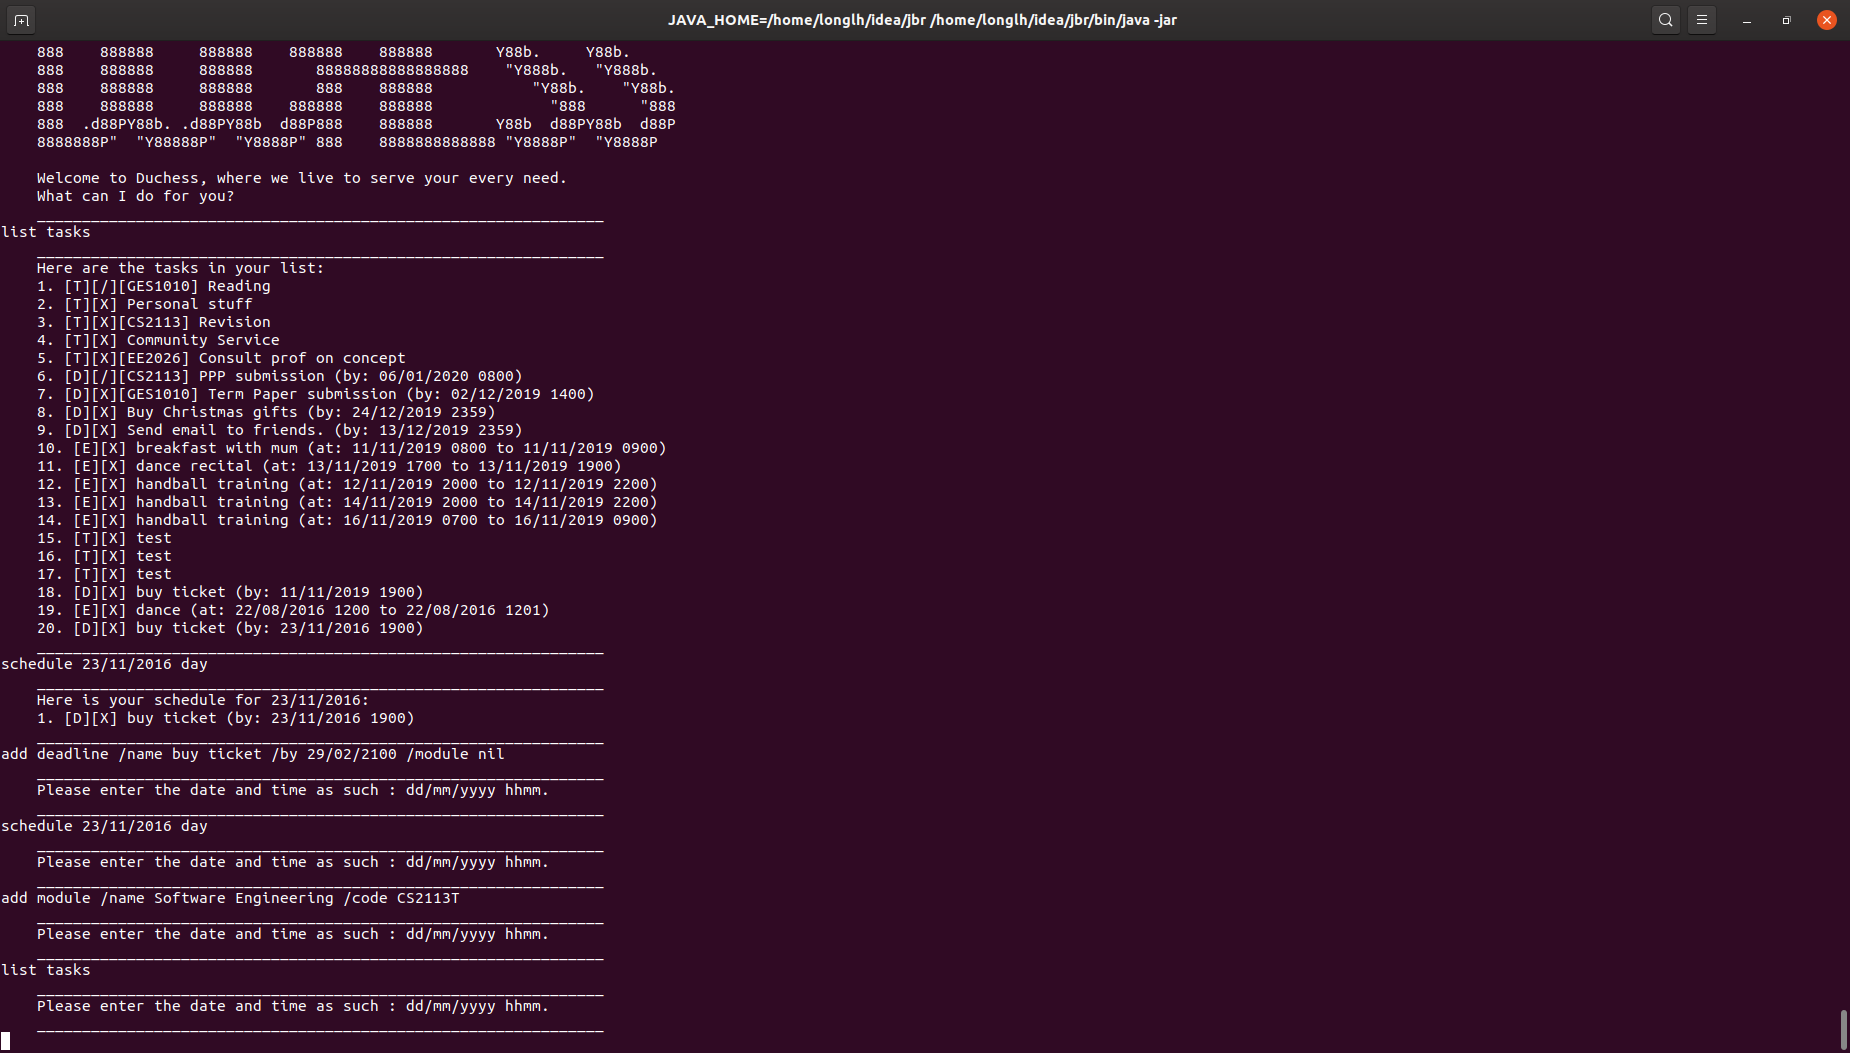 JAVA_HOME=/home/longlh/idea/jbr /home/longlh/idea/jbr/bin/java -jar
888    888888     888888    888888    888888       Y88b.     Y88b.
888    888888     888888       88888888888888888    "Y888b.   "Y888b.
888    888888     888888       888    888888           "Y88b.    "Y88b.
888    888888     888888    888888    888888             "888      "888
888  .d88PY88b. .d88PY88b  d88P888    888888       Y88b  d88PY88b  d88P
8888888P"  "Y88888P"  "Y8888P" 888    8888888888888 "Y8888P"  "Y8888P
Welcome to Duchess, where we live to serve your every need.
What can I do for you?
_______________________________________________________________
list tasks
_______________________________________________________________
Here are the tasks in your list:
1. [T][/][GES1010] Reading
2. [T][X] Personal stuff
3. [T][X][CS2113] Revision
4. [T][X] Community Service
5. [T][X][EE2026] Consult prof on concept
6. [D][/][CS2113] PPP submission (by: 06/01/2020 0800)
7. [D][X][GES1010] Term Paper submission (by: 02/12/2019 1400)
8. [D][X] Buy Christmas gifts (by: 24/12/2019 2359)
9. [D][X] Send email to friends. (by: 13/12/2019 2359)
10. [E][X] breakfast with mum (at: 11/11/2019 0800 to 11/11/2019 0900)
11. [E][X] dance recital (at: 13/11/2019 1700 to 13/11/2019 1900)
12. [E][X] handball training (at: 12/11/2019 2000 to 12/11/2019 2200)
13. [E][X] handball training (at: 14/11/2019 2000 to 14/11/2019 2200)
14. [E][X] handball training (at: 16/11/2019 0700 to 16/11/2019 0900)
15. [T][X] test
16. [T][X] test
17. [T][X] test
18. [D][X] buy ticket (by: 11/11/2019 1900)
19. [E][X] dance (at: 22/08/2016 1200 to 22/08/2016 1201)
20. [D][X] buy ticket (by: 23/11/2016 1900)
_______________________________________________________________
schedule 23/11/2016 day
_______________________________________________________________
Here is your schedule for 23/11/2016:
1. [D][X] buy ticket (by: 23/11/2016 1900)
_______________________________________________________________
add deadline /name buy ticket /by 29/02/2100 /module nil
_______________________________________________________________
Please enter the date and time as such : dd/mm/yyyy hhmm.
_______________________________________________________________
schedule 23/11/2016 day
_______________________________________________________________
Please enter the date and time as such : dd/mm/yyyy hhmm.
_______________________________________________________________
add module /name Software Engineering /code CS2113T
_______________________________________________________________
Please enter the date and time as such : dd/mm/yyyy hhmm.
_______________________________________________________________
list tasks
_______________________________________________________________
Please enter the date and time as such : dd/mm/yyyy hhmm.
_______________________________________________________________